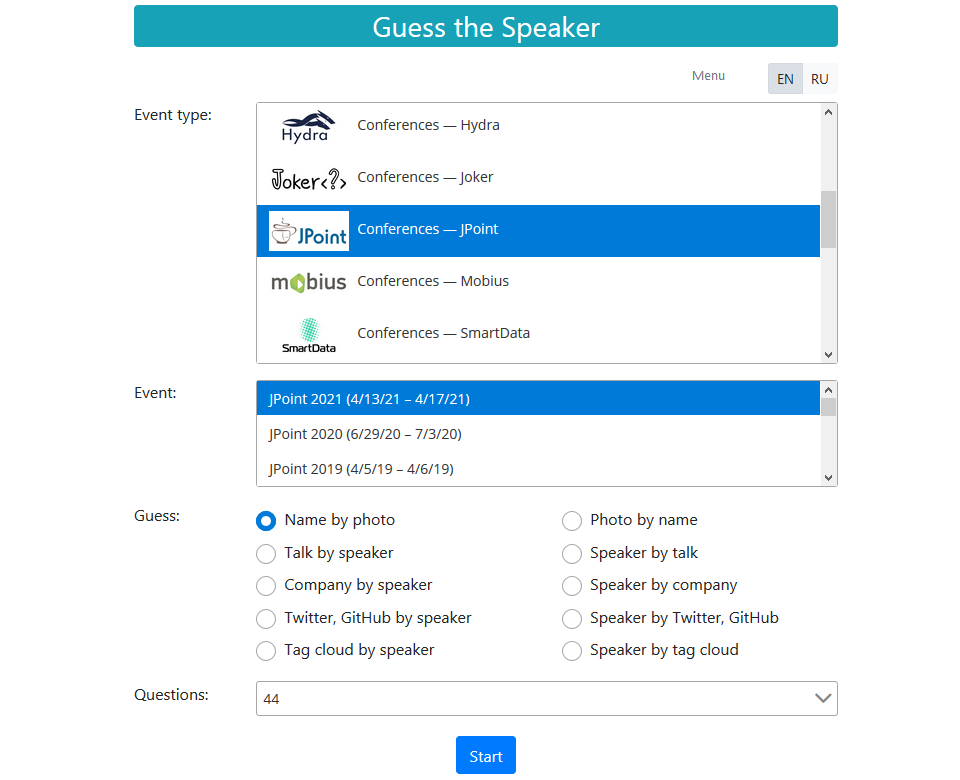 Guess the Speaker
Menu EN RU
Event type:
Hydra Conferences — Hydra
Joker<?> Conferences — Joker
JPoint Conferences — JPoint
mobius Conferences — Mobius
SmartData Conferences — SmartData
Event:
JPoint 2021 (4/13/21 – 4/17/21)
JPoint 2020 (6/29/20 – 7/3/20)
JPoint 2019 (4/5/19 – 4/6/19)
Guess:
Name by photo Photo by name
Talk by speaker Speaker by talk
Company by speaker Speaker by company
Twitter, GitHub by speaker Speaker by Twitter, GitHub
Tag cloud by speaker Speaker by tag cloud
Questions: 44
Start